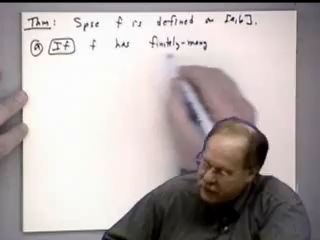 Thm: Spse f is defined on [a,b].
(a) If f has finitely-many